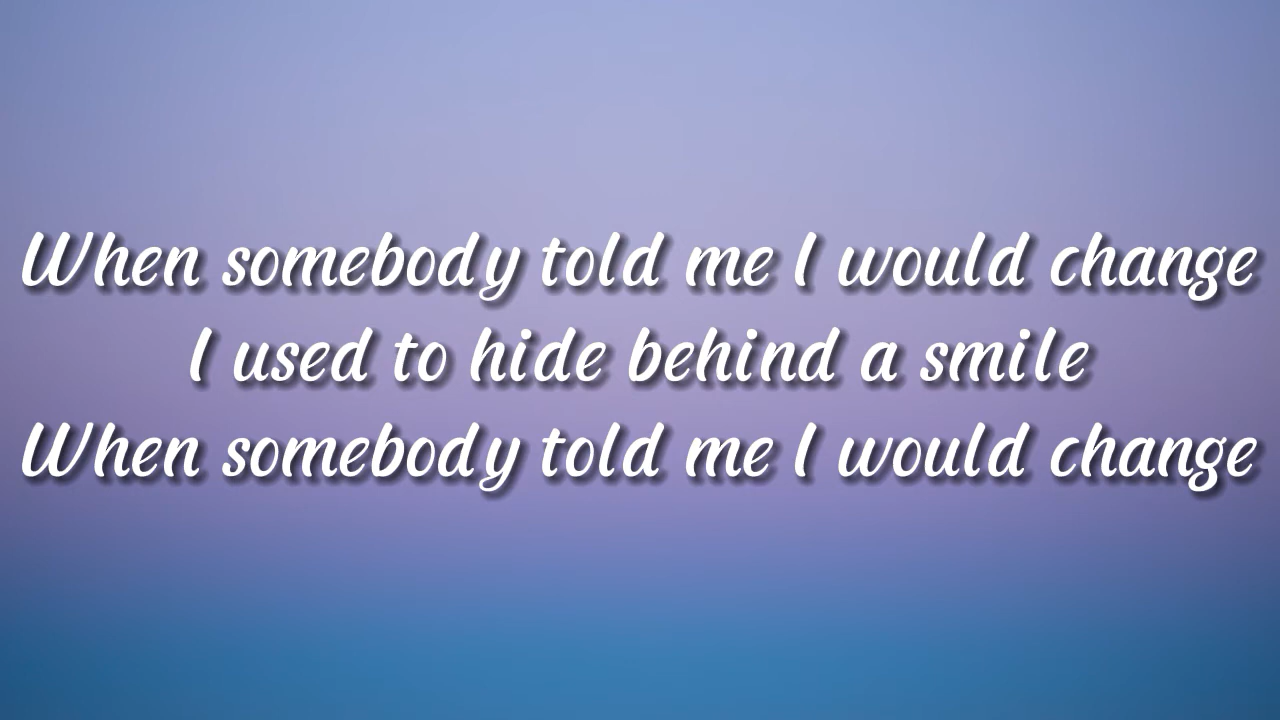 When somebody told me I would change
I used to hide behind a smile
When somebody told me I would change